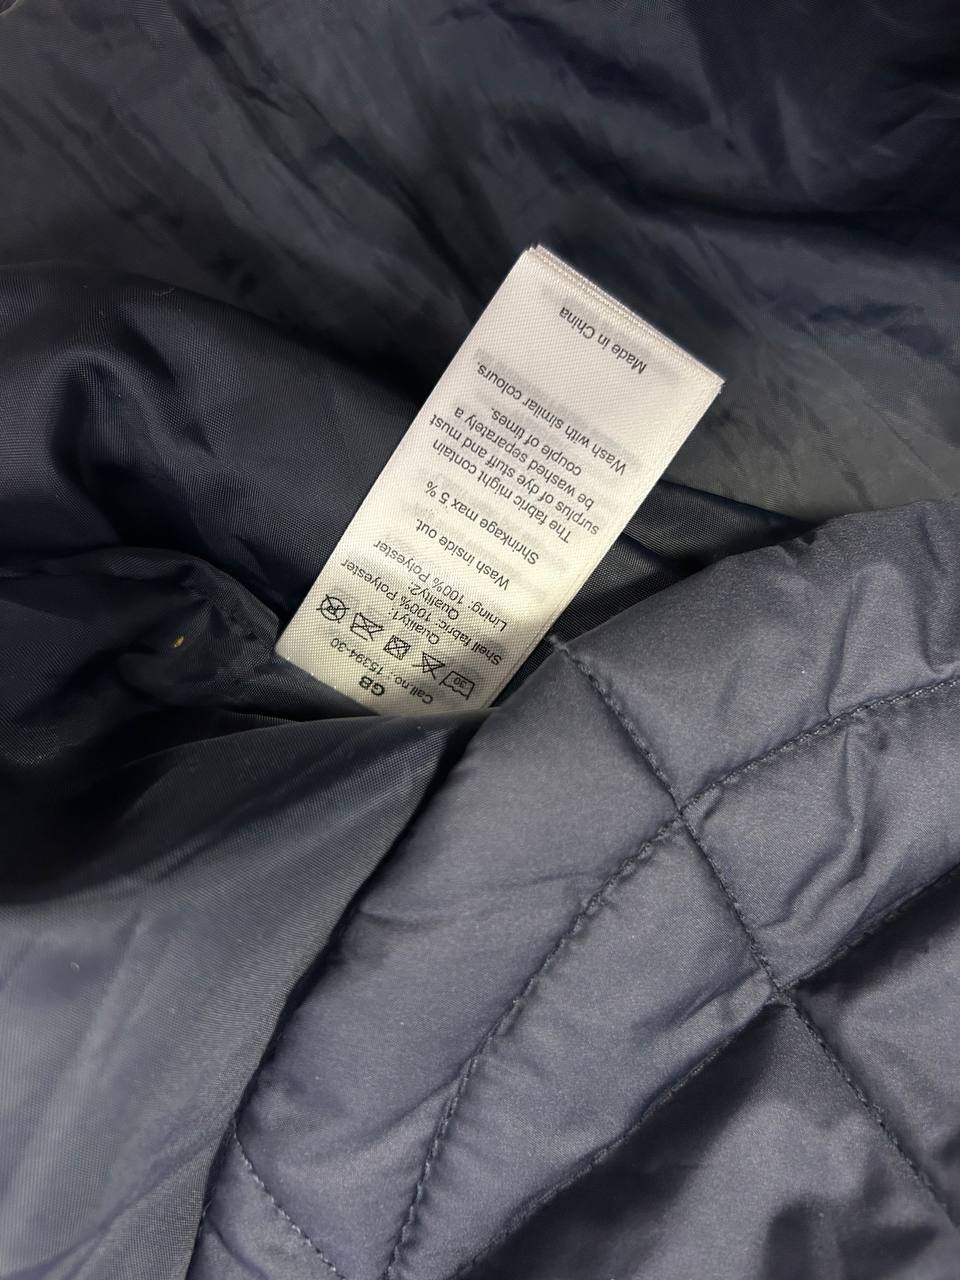 GB
Call.no.: 15394-30
30
Quality1:
Shell fabric: 100% Polyester
Quality2:
Lining: 100% Polyester
Wash inside out.
Shrinkage max 5 %
The fabric might contain
surplus of dye stuff and must
be washed separately a
couple of times.
Wash with similar colours.
Made in China